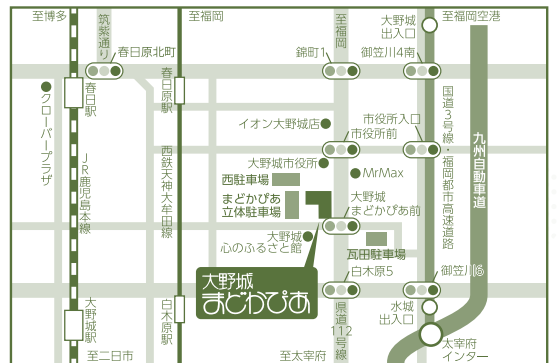 至博多
筑紫通り
至福岡
至福岡
大野城
出入口
至福岡空港
春日原北町
錦町1
御笠川4南
春日駅
春日原駅
クローバープラザ
国道3号線・福岡都市高速道路
九州自動車道
イオン大野城店
市役所入口
市役所前
JR鹿児島本線
西鉄天神大牟田線
大野城市役所
MrMax
西駐車場
まどかぴあ
立体駐車場
大野城
まどかぴあ前
大野城
心のふるさと館
瓦田駐車場
大野城
まどかぴあ
白木原5
御笠川6
大野城駅
白木原駅
県道112号線
水城
出入口
至二日市
至太宰府
太宰府
インター